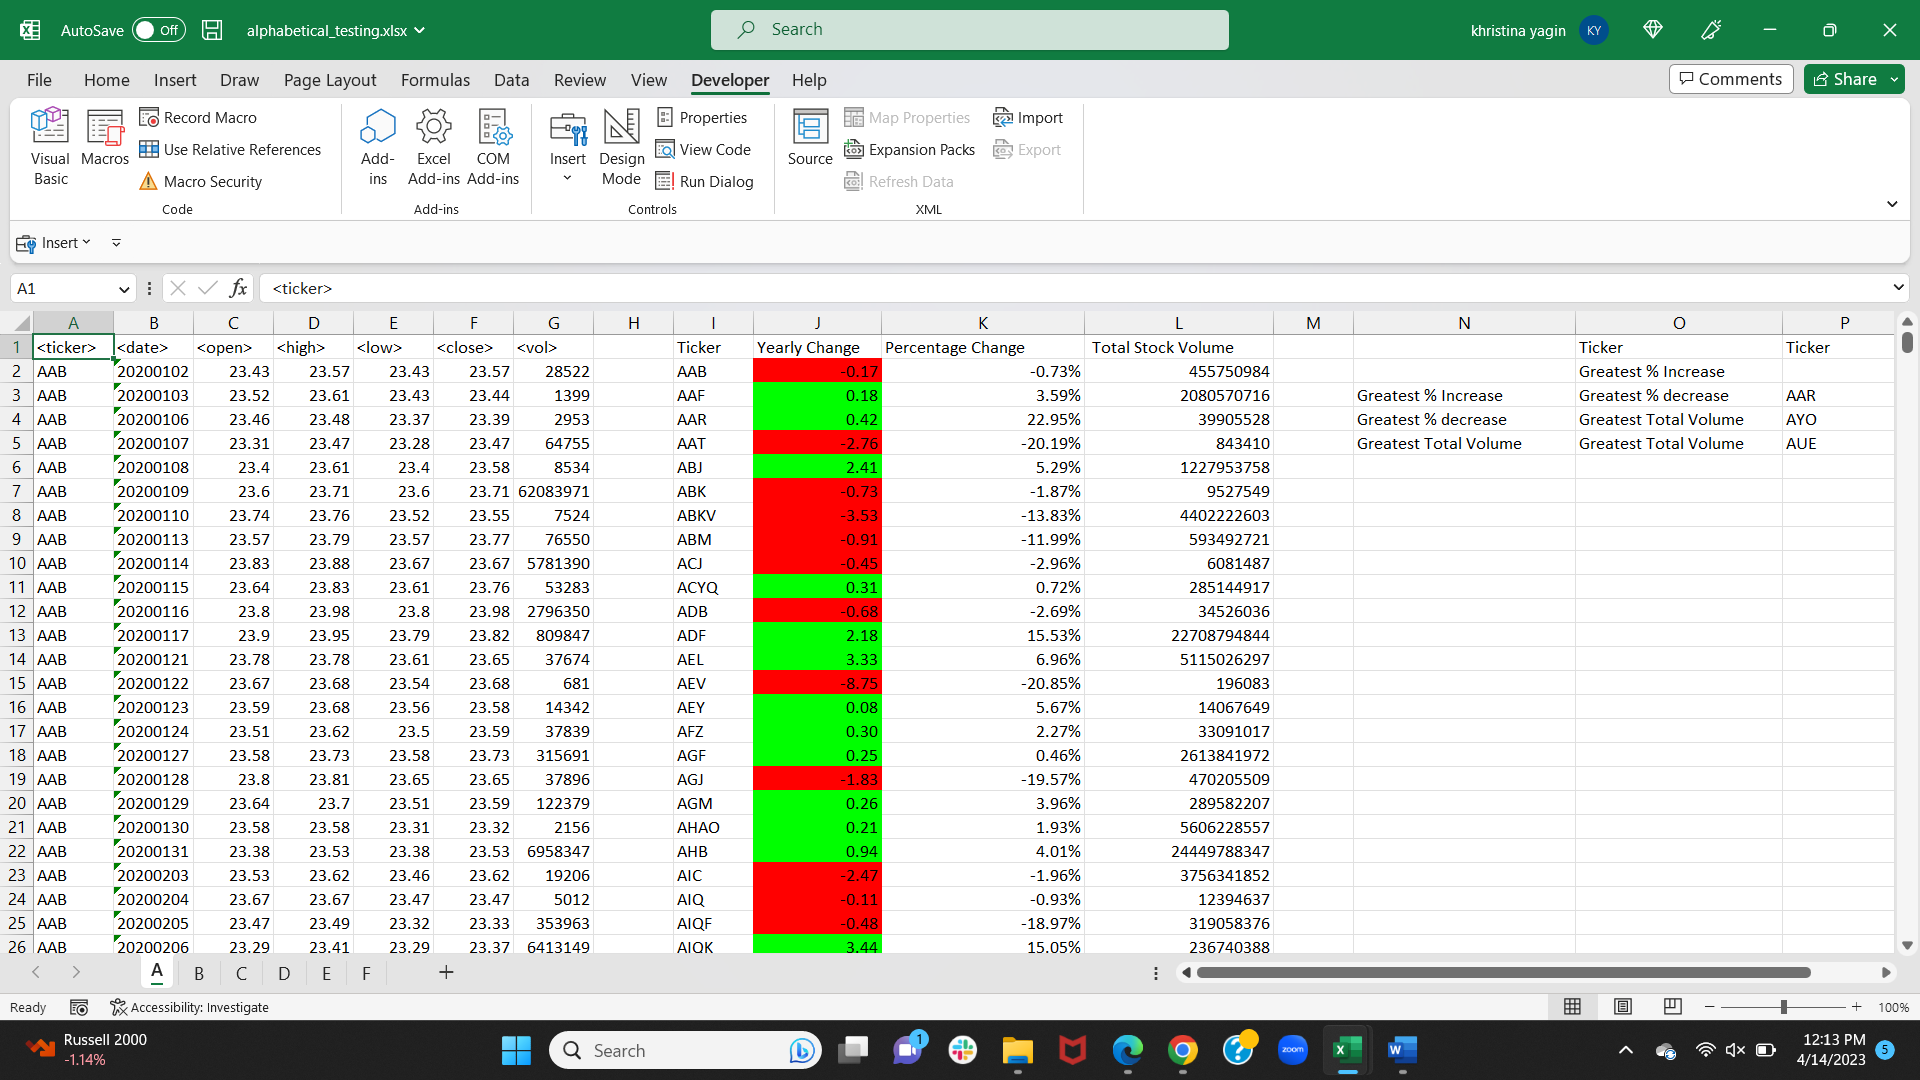 AutoSave Off alphabetical_testing.xlsx Search khristina yagin KY
File Home Insert Draw Page Layout Formulas Data Review View Developer Help Comments Share
Visual Basic
Macros
Record Macro
Use Relative References
Macro Security
Code
Add-ins
Excel Add-ins
COM Add-ins
Add-ins
Insert
Design Mode
Properties
View Code
Run Dialog
Controls
Source
Map Properties
Expansion Packs
Refresh Data
Import
Export
XML
Insert
A1 fx <ticker>
A B C D E F G H I J K L M N O P
1 <ticker> <date> <open> <high> <low> <close> <vol> Ticker Yearly Change Percentage Change Total Stock Volume Ticker Ticker
2 AAB 20200102 23.43 23.57 23.43 23.57 28522 AAB -0.17 -0.73% 455750984 Greatest % Increase
3 AAB 20200103 23.52 23.61 23.43 23.44 1399 AAF 0.18 3.59% 2080570716 Greatest % Increase Greatest % decrease AAR
4 AAB 20200106 23.46 23.48 23.37 23.39 2953 AAR 0.42 22.95% 39905528 Greatest % decrease Greatest Total Volume AYO
5 AAB 20200107 23.31 23.47 23.28 23.47 64755 AAT -2.76 -20.19% 843410 Greatest Total Volume Greatest Total Volume AUE
6 AAB 20200108 23.4 23.61 23.4 23.58 8534 ABJ 2.41 5.29% 1227953758
7 AAB 20200109 23.6 23.71 23.6 23.71 62083971 ABK -0.73 -1.87% 9527549
8 AAB 20200110 23.74 23.76 23.52 23.55 7524 ABKV -3.53 -13.83% 4402222603
9 AAB 20200113 23.57 23.79 23.57 23.77 76550 ABM -0.91 -11.99% 593492721
10 AAB 20200114 23.83 23.88 23.67 23.67 5781390 ACJ -0.45 -2.96% 6081487
11 AAB 20200115 23.64 23.83 23.61 23.76 53283 ACYQ 0.31 0.72% 285144917
12 AAB 20200116 23.8 23.98 23.8 23.98 2796350 ADB -0.68 -2.69% 34526036
13 AAB 20200117 23.9 23.95 23.79 23.82 809847 ADF 2.18 15.53% 22708794844
14 AAB 20200121 23.78 23.78 23.61 23.65 37674 AEL 3.33 6.96% 5115026297
15 AAB 20200122 23.67 23.68 23.54 23.68 681 AEV -8.75 -20.85% 196083
16 AAB 20200123 23.59 23.68 23.56 23.58 14342 AEY 0.08 5.67% 14067649
17 AAB 20200124 23.51 23.62 23.5 23.59 37839 AFZ 0.30 2.27% 33091017
18 AAB 20200127 23.58 23.73 23.58 23.73 315691 AGF 0.25 0.46% 2613841972
19 AAB 20200128 23.8 23.81 23.65 23.65 37896 AGJ -1.83 -19.57% 470205509
20 AAB 20200129 23.64 23.7 23.51 23.59 122379 AGM 0.26 3.96% 289582207
21 AAB 20200130 23.58 23.58 23.31 23.32 2156 AHAO 0.21 1.93% 5606228557
22 AAB 20200131 23.38 23.53 23.38 23.53 6958347 AHB 0.94 4.01% 24449788347
23 AAB 20200203 23.53 23.62 23.46 23.62 19206 AIC -2.47 -1.96% 3756341852
24 AAB 20200204 23.67 23.67 23.47 23.47 5012 AIQ -0.11 -0.93% 12394637
25 AAB 20200205 23.47 23.49 23.32 23.33 353963 AIQF -0.48 -18.97% 319058376
26 AAB 20200206 23.29 23.41 23.29 23.37 6413149 AIQK 3.44 15.05% 236740388
A B C D E F
Ready Accessibility: Investigate 100%
Russell 2000
-1.14%
Search
1
zoom
12:13 PM
4/14/2023
5